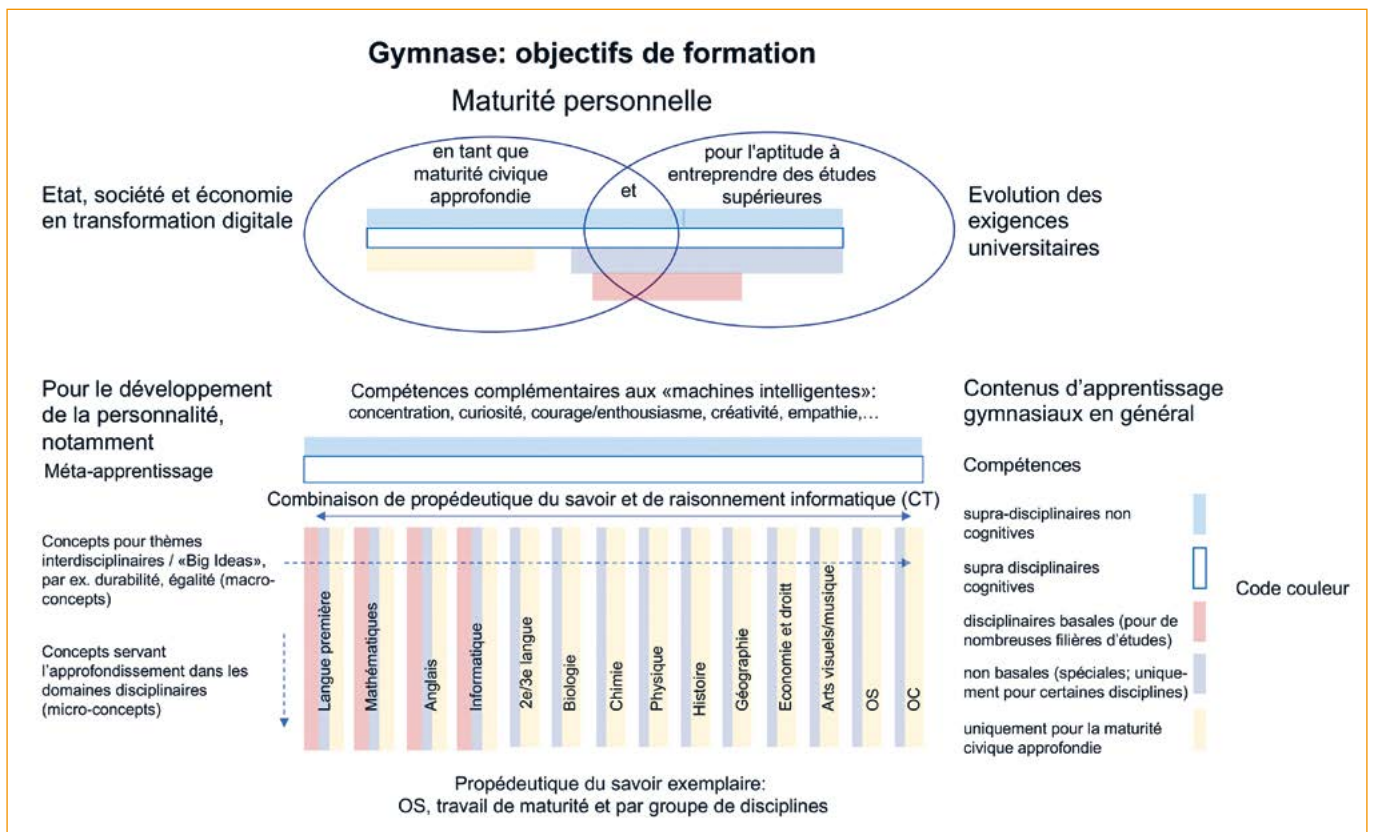 Gymnase: objectifs de formation
Maturité personnelle
en tant que
maturité civique
approfondie
et
pour l'aptitude à
entreprendre des études
supérieures
Etat, société et économie
en transformation digitale
Evolution des
exigences
universitaires
Pour le développement
de la personnalité,
notamment
Méta-apprentissage
Compétences complémentaires aux «machines intelligentes»:
concentration, curiosité, courage/enthousiasme, créativité, empathie,…
Contenus d'apprentissage
gymnasiaux en général
Compétences
Combinaison de propédeutique du savoir et de raisonnement informatique (CT)
Concepts pour thèmes
interdisciplinaires / «Big Ideas»,
par ex. durabilité, égalité (macro-
concepts)
Concepts servant
l'approfondissement dans les
domaines disciplinaires
(micro-concepts)
Langue première
Mathématiques
Anglais
Informatique
2e/3e langue
Biologie
Chimie
Physique
Histoire
Géographie
Economie et droitt
Arts visuels/musique
OS
OC
supra-disciplinaires non
cognitives
supra disciplinaires
cognitives
disciplinaires basales (pour de
nombreuses filières d'études)
non basales (spéciales; unique-
ment pour certaines disciplines)
uniquement pour la maturité
civique approfondie
Code couleur
Propédeutique du savoir exemplaire:
OS, travail de maturité et par groupe de disciplines